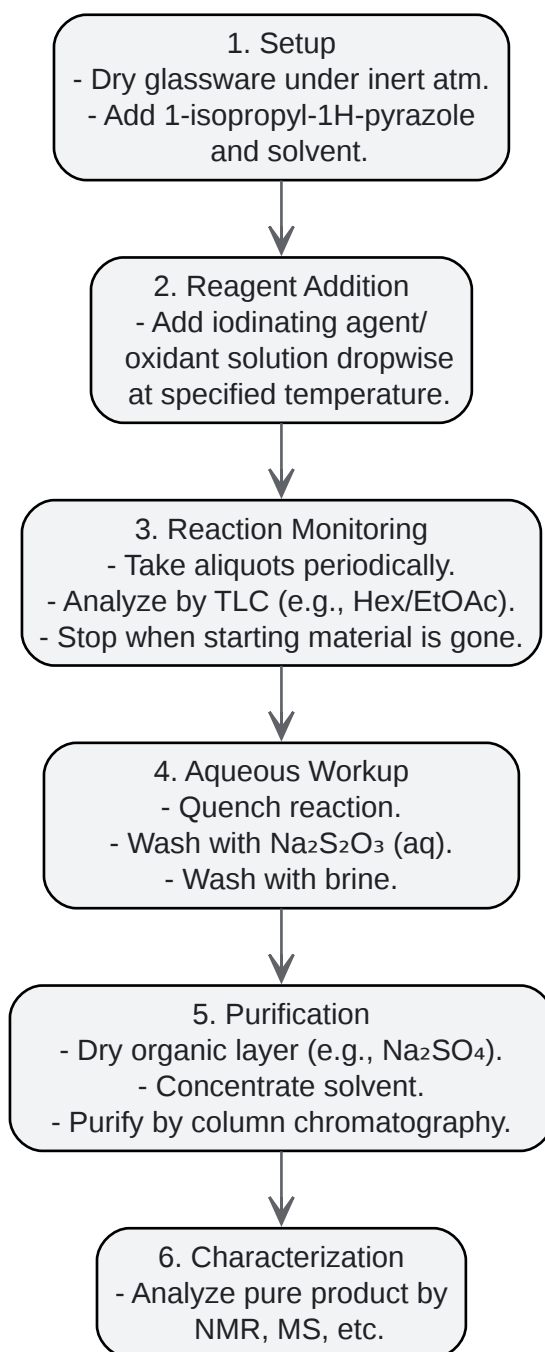 1. Setup
- Dry glassware under inert atm.
- Add 1-isopropyl-1H-pyrazole
and solvent.
2. Reagent Addition
- Add iodinating agent/
oxidant solution dropwise
at specified temperature.
3. Reaction Monitoring
- Take aliquots periodically.
- Analyze by TLC (e.g., Hex/EtOAc).
- Stop when starting material is gone.
4. Aqueous Workup
- Quench reaction.
- Wash with Na₂S₂O₃ (aq).
- Wash with brine.
5. Purification
- Dry organic layer (e.g., Na₂SO₄).
- Concentrate solvent.
- Purify by column chromatography.
6. Characterization
- Analyze pure product by
NMR, MS, etc.